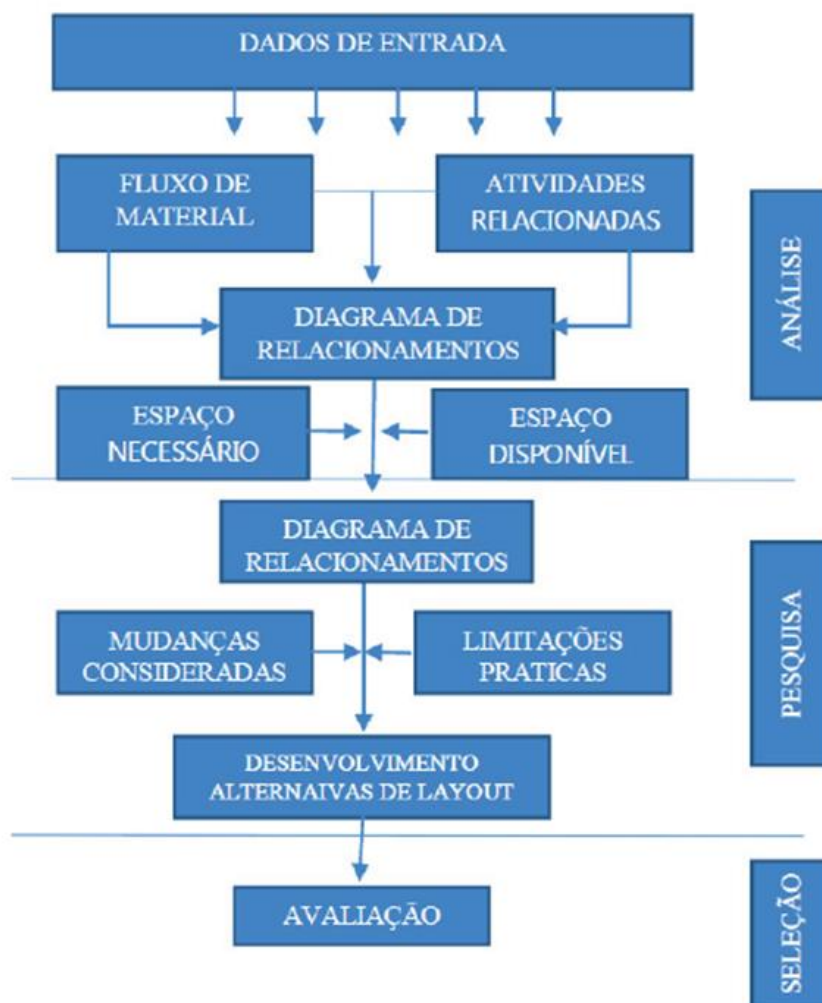 DADOS DE ENTRADA
FLUXO DE
MATERIAL
ATIVIDADES
RELACIONADAS
ANÁLISE
DIAGRAMA DE
RELACIONAMENTOS
ESPAÇO
NECESSÁRIO
ESPAÇO
DISPONÍVEL
DIAGRAMA DE
RELACIONAMENTOS
PESQUISA
MUDANÇAS
CONSIDERADAS
LIMITAÇÕES
PRATICAS
DESENVOLVIMENTO
ALTERNAIVAS DE LAYOUT
AVALIAÇÃO
SELEÇÃO